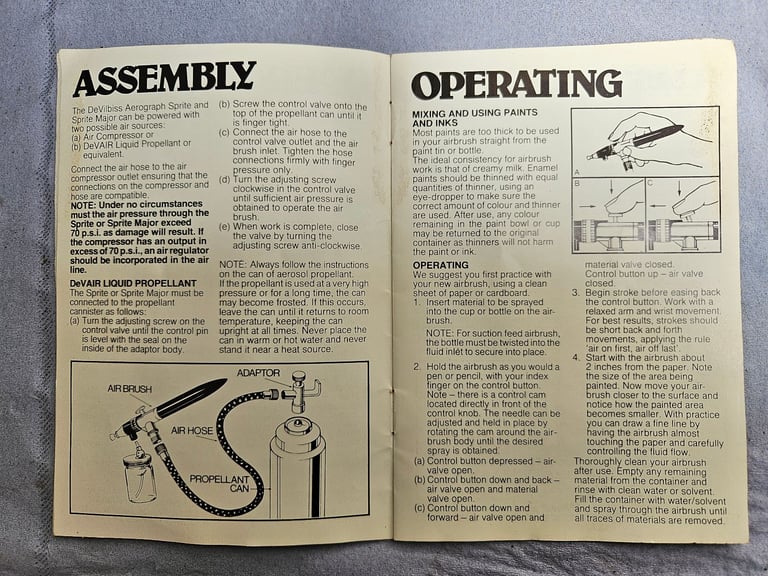 ASSEMBLY
The DeVilbiss Aerograph Sprite and
Sprite Major can be powered with
two possible air sources:
(a) Air Compressor or
(b) DeVAIR Liquid Propellant or
equivalent.
Connect the air hose to the air
compressor outlet ensuring that the
connections on the compressor and
hose are compatible.
NOTE: Under no circumstances
must the air pressure through the
Sprite or Sprite Major exceed
70 p.s.i. as damage will result. If
the compressor has an output in
excess of 70 p.s.i., an air regulator
should be incorporated in the air
line.
DeVAIR LIQUID PROPELLANT
The Sprite or Sprite Major must be
connected to the propellant
cannister as follows:
(a) Turn the adjusting screw on the
control valve until the control pin
is level with the seal on the
inside of the adaptor body.
(b) Screw the control valve onto the
top of the propellant can until it
is finger tight.
(c) Connect the air hose to the
control valve outlet and the air
brush inlet. Tighten the hose
connections firmly with finger
pressure only.
(d) Turn the adjusting screw
clockwise in the control valve
until sufficient air pressure is
obtained to operate the air
brush.
(e) When work is complete, close
the valve by turning the
adjusting screw anti-clockwise.
NOTE: Always follow the instructions
on the can of aerosol propellant.
If the propellant is used at a very high
pressure or for a long time, the can
may become frosted. If this occurs,
leave the can until it returns to room
temperature, keeping the can
upright at all times. Never place the
can in warm or hot water and never
stand it near a heat source.
ADAPTOR
AIR BRUSH
AIR HOSE
PROPELLANT
CAN
OPERATING
MIXING AND USING PAINTS
AND INKS
Most paints are too thick to be used
in your airbrush straight from the
paint tin or bottle.
The ideal consistency for airbrush
work is that of creamy milk. Enamel
paints should be thinned with equal
quantities of thinner, using an
eye-dropper to make sure the
correct amount of colour and thinner
are used. After use, any colour
remaining in the paint bowl or cup
may be returned to the original
container as thinners will not harm
the paint or ink.
OPERATING
We suggest you first practice with
your new airbrush, using a clean
sheet of paper or cardboard.
1. Insert material to be sprayed
into the cup or bottle on the air-
brush.
NOTE: For suction feed airbrush,
the bottle must be twisted into the
fluid inlet to secure into place.
2. Hold the airbrush as you would a
pen or pencil, with your index
finger on the control button.
Note – there is a control cam
located directly in front of the
control knob. The needle can be
adjusted and held in place by
rotating the cam around the air-
brush body until the desired
spray is obtained.
(a) Control button depressed – air-
valve open.
(b) Control button down and back –
air valve open and material
valve open.
(c) Control button down and
forward – air valve open and
A
B
C
material valve closed.
Control button up – air valve
closed.
3. Begin stroke before easing back
the control button. Work with a
relaxed arm and wrist movement.
For best results, strokes should
be short back and forth
movements, applying the rule
'air on first, air off last'.
4. Start with the airbrush about
2 inches from the paper. Note
the size of the area being
painted. Now move your air-
brush closer to the surface and
notice how the painted area
becomes smaller. With practice
you can draw a fine line by
having the airbrush almost
touching the paper and carefully
controlling the fluid flow.
Thoroughly clean your airbrush
after use. Empty any remaining
material from the container and
rinse with clean water or solvent.
Fill the container with water/solvent
and spray through the airbrush until
all traces of materials are removed.